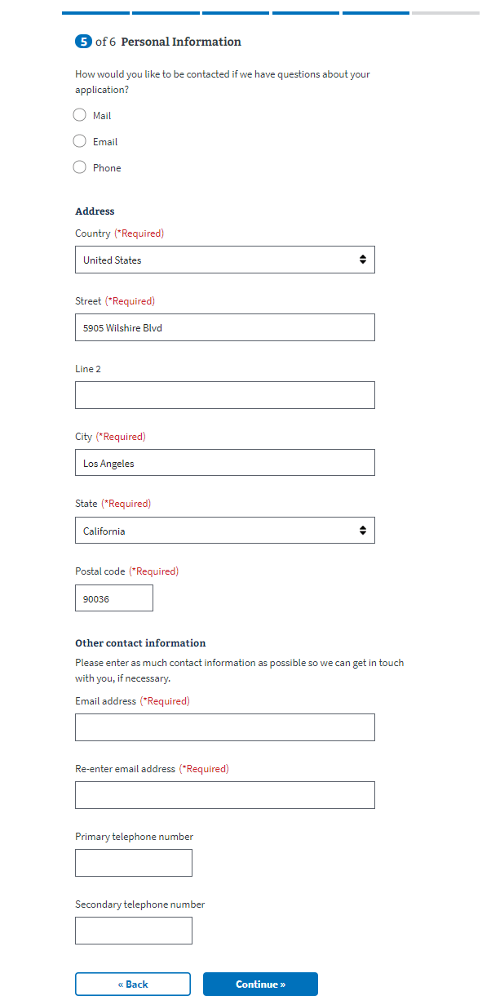 5 of 6 Personal Information
How would you like to be contacted if we have questions about your
application?
Mail
Email
Phone
Address
Country (*Required)
United States
Street (*Required)
5905 Wilshire Blvd
Line 2
City (*Required)
Los Angeles
State (*Required)
California
Postal code (*Required)
90036
Other contact information
Please enter as much contact information as possible so we can get in touch
with you, if necessary.
Email address (*Required)
Re-enter email address (*Required)
Primary telephone number
Secondary telephone number
« Back
Continue »